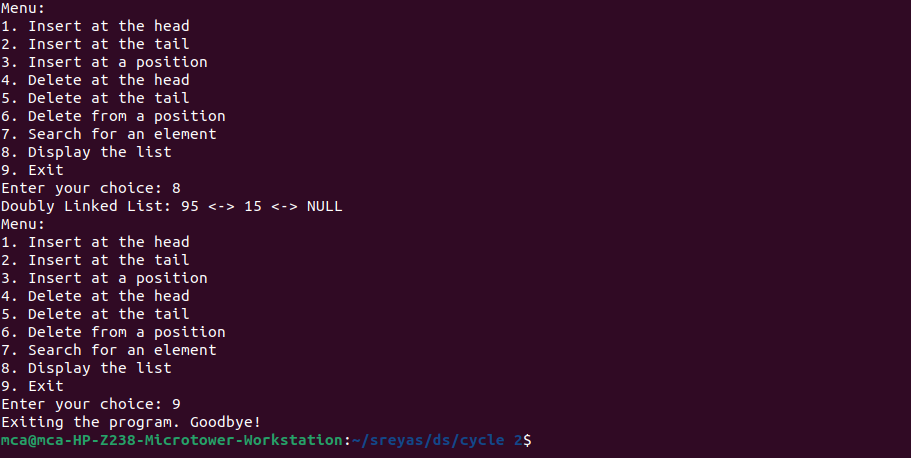 Menu:
1. Insert at the head
2. Insert at the tail
3. Insert at a position
4. Delete at the head
5. Delete at the tail
6. Delete from a position
7. Search for an element
8. Display the list
9. Exit
Enter your choice: 8
Doubly Linked List: 95 <-> 15 <-> NULL
Menu:
1. Insert at the head
2. Insert at the tail
3. Insert at a position
4. Delete at the head
5. Delete at the tail
6. Delete from a position
7. Search for an element
8. Display the list
9. Exit
Enter your choice: 9
Exiting the program. Goodbye!
mca@mca-HP-Z238-Microtower-Workstation:~/sreyas/ds/cycle 2$